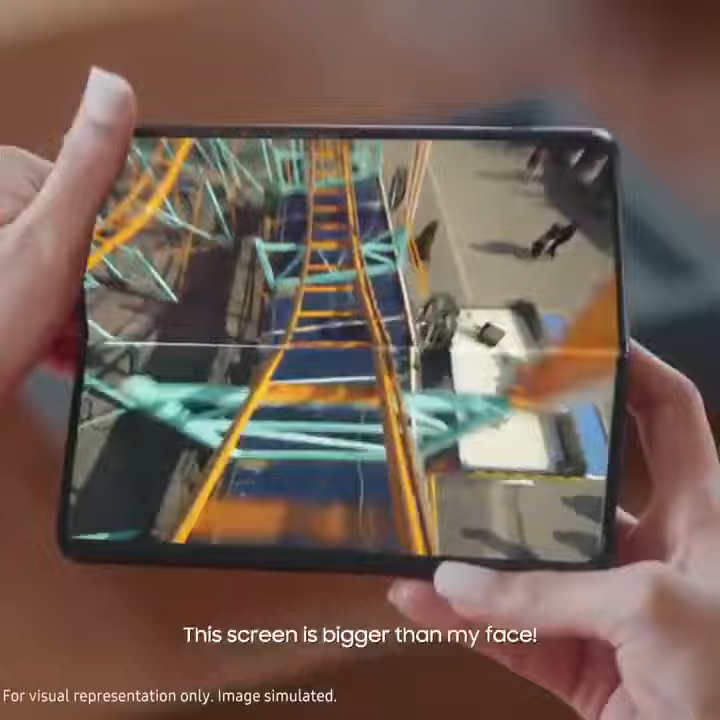 This screen is bigger than my face!
For visual representation only. Image simulated.